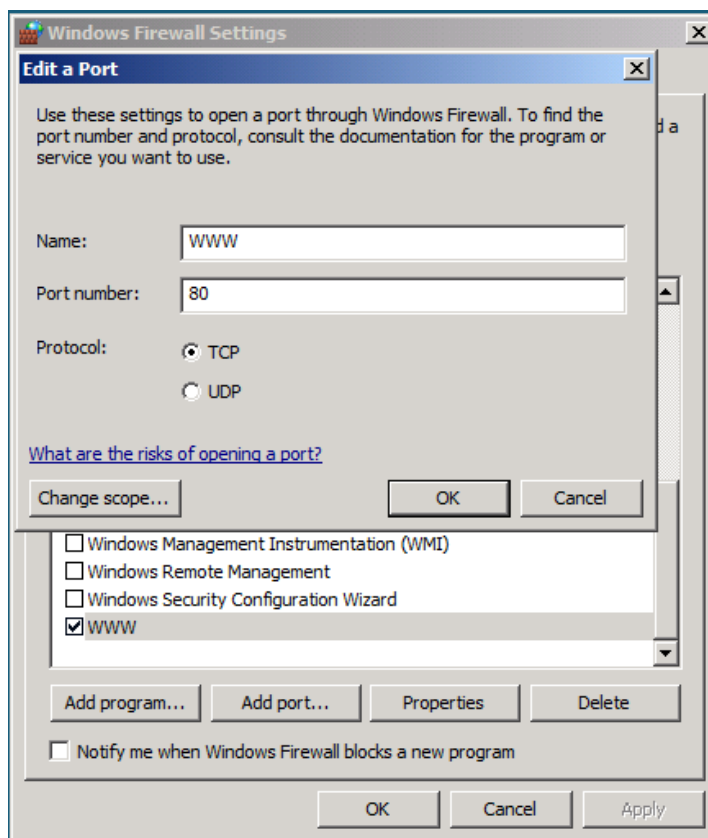 Windows Firewall Settings
Edit a Port
Use these settings to open a port through Windows Firewall. To find the
port number and protocol, consult the documentation for the program or
service you want to use.
d a
Name:
WWW
Port number:
80
Protocol:
TCP
UDP
What are the risks of opening a port?
Change scope...
OK
Cancel
Windows Management Instrumentation (WMI)
Windows Remote Management
Windows Security Configuration Wizard
WWW
Add program...
Add port...
Properties
Delete
Notify me when Windows Firewall blocks a new program
OK
Cancel
Apply